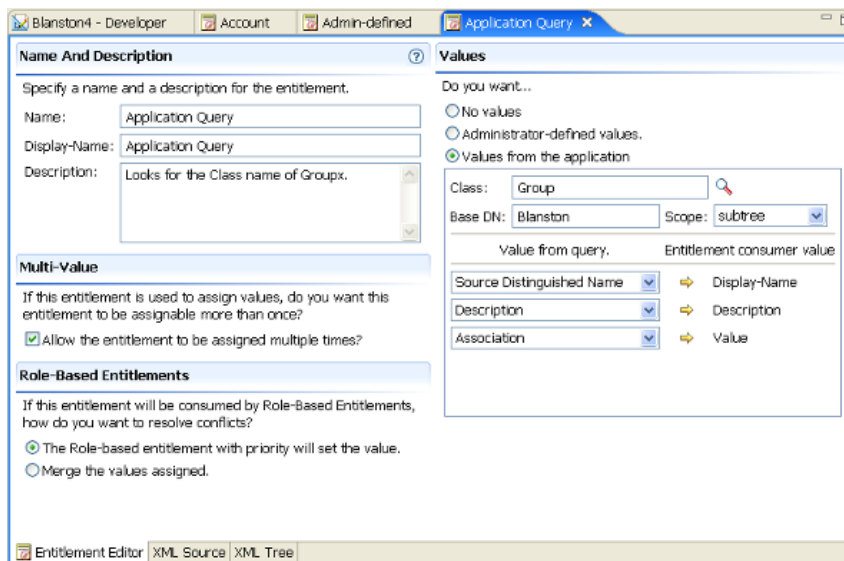 Blanston4 - Developer Account Admin-defined Application Query
Name And Description
Specify a name and a description for the entitlement.
Name: Application Query
Display-Name: Application Query
Description: Looks for the Class name of Groupx.
Multi-Value
If this entitlement is used to assign values, do you want this
entitlement to be assignable more than once?
Allow the entitlement to be assigned multiple times?
Role-Based Entitlements
If this entitlement will be consumed by Role-Based Entitlements,
how do you want to resolve conflicts?
The Role-based entitlement with priority will set the value.
Merge the values assigned.
Values
Do you want...
No values
Administrator-defined values.
Values from the application
Class: Group
Base DN: Blanston Scope: subtree
Value from query. Entitlement consumer value
Source Distinguished Name Display-Name
Description Description
Association Value
Entitlement Editor XML Source XML Tree